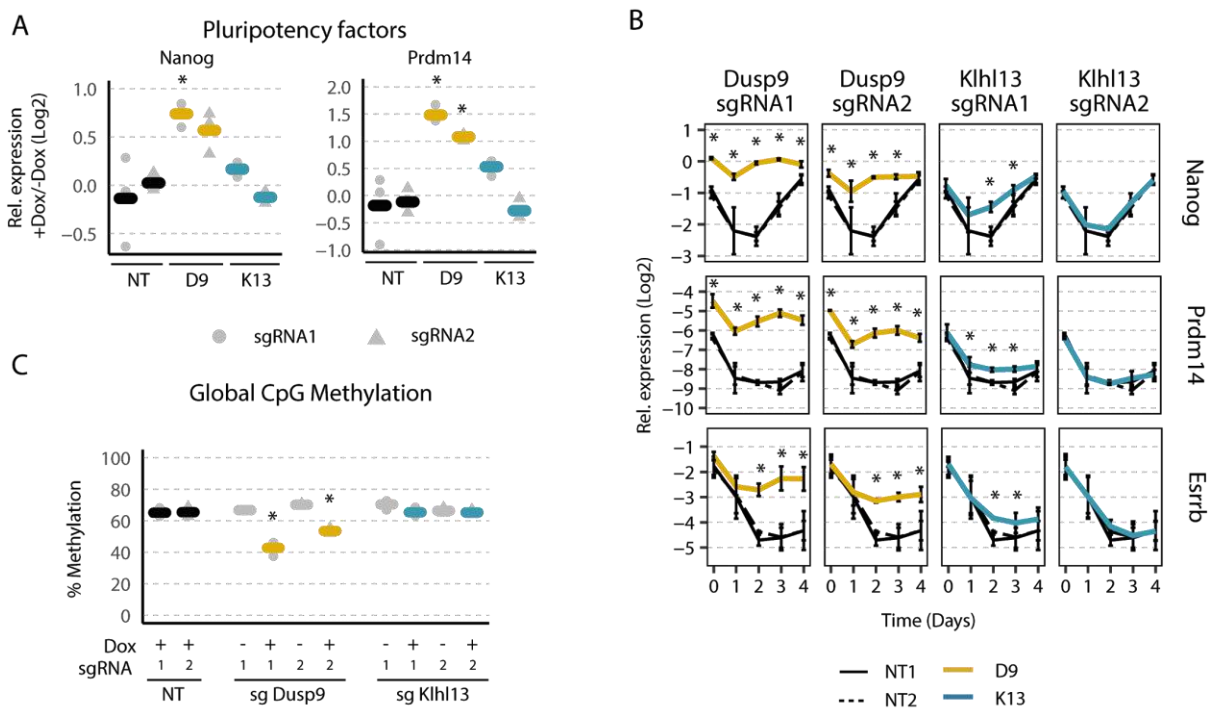 A
Pluripotency factors
Nanog
Prdm14
Rel. expression
+Dox/-Dox (Log2)
1.0
0.5
0.0
−0.5
*
NT
D9
K13
2.0
1.5
1.0
0.5
0.0
−0.5
−1.0
*
*
NT
D9
K13
sgRNA1
sgRNA2
C
Global CpG Methylation
% Methylation
100
80
60
40
20
0
*
*
Dox + + - + - + - + - +
sgRNA 1 2 1 1 2 2 1 1 2 2
NT
sg Dusp9
sg Klhl13
B
Dusp9
sgRNA1
Dusp9
sgRNA2
Klhl13
sgRNA1
Klhl13
sgRNA2
Rel. expression (Log2)
1
0
−1
−2
−3
* * * * *
* * * *
* *
Nanog
−4
−5
−6
−7
−8
−9
−10
* * * * *
* * * * *
* * *
Prdm14
−1
−2
−3
−4
−5
* * *
* * *
* *
Esrrb
0 1 2 3 4
0 1 2 3 4
0 1 2 3 4
0 1 2 3 4
Time (Days)
NT1
D9
NT2
K13